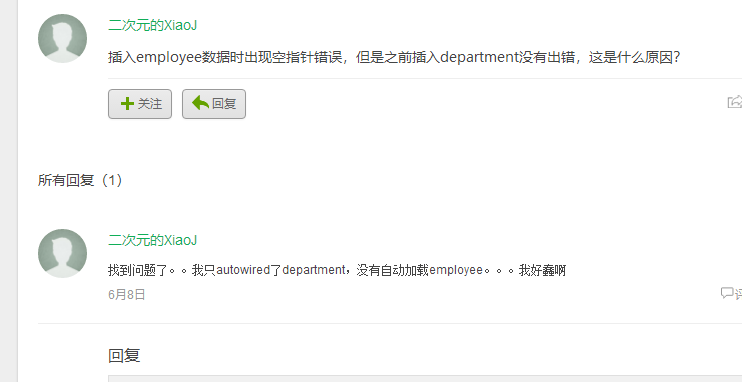 二次元的XiaoJ
插入employee数据时出现空指针错误，但是之前插入department没有出错，这是什么原因?
关注 回复
所有回复（1）
二次元的XiaoJ
找到问题了。。我只autowired了department，没有自动加载employee。。。我好蠢啊
6月8日
回复